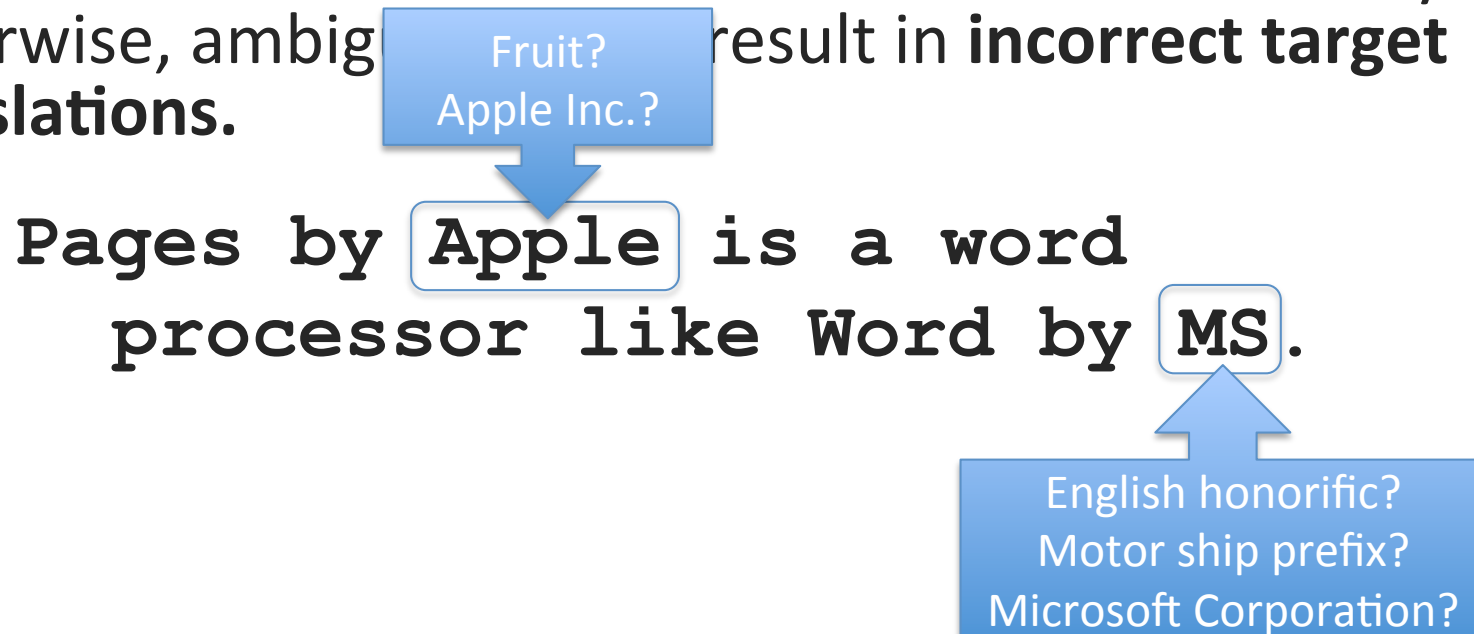 rwise, ambig result in incorrect target
slations.
Fruit?
Apple Inc.?
Pages by Apple is a word
processor like Word by MS.
English honorific?
Motor ship prefix?
Microsoft Corporation?